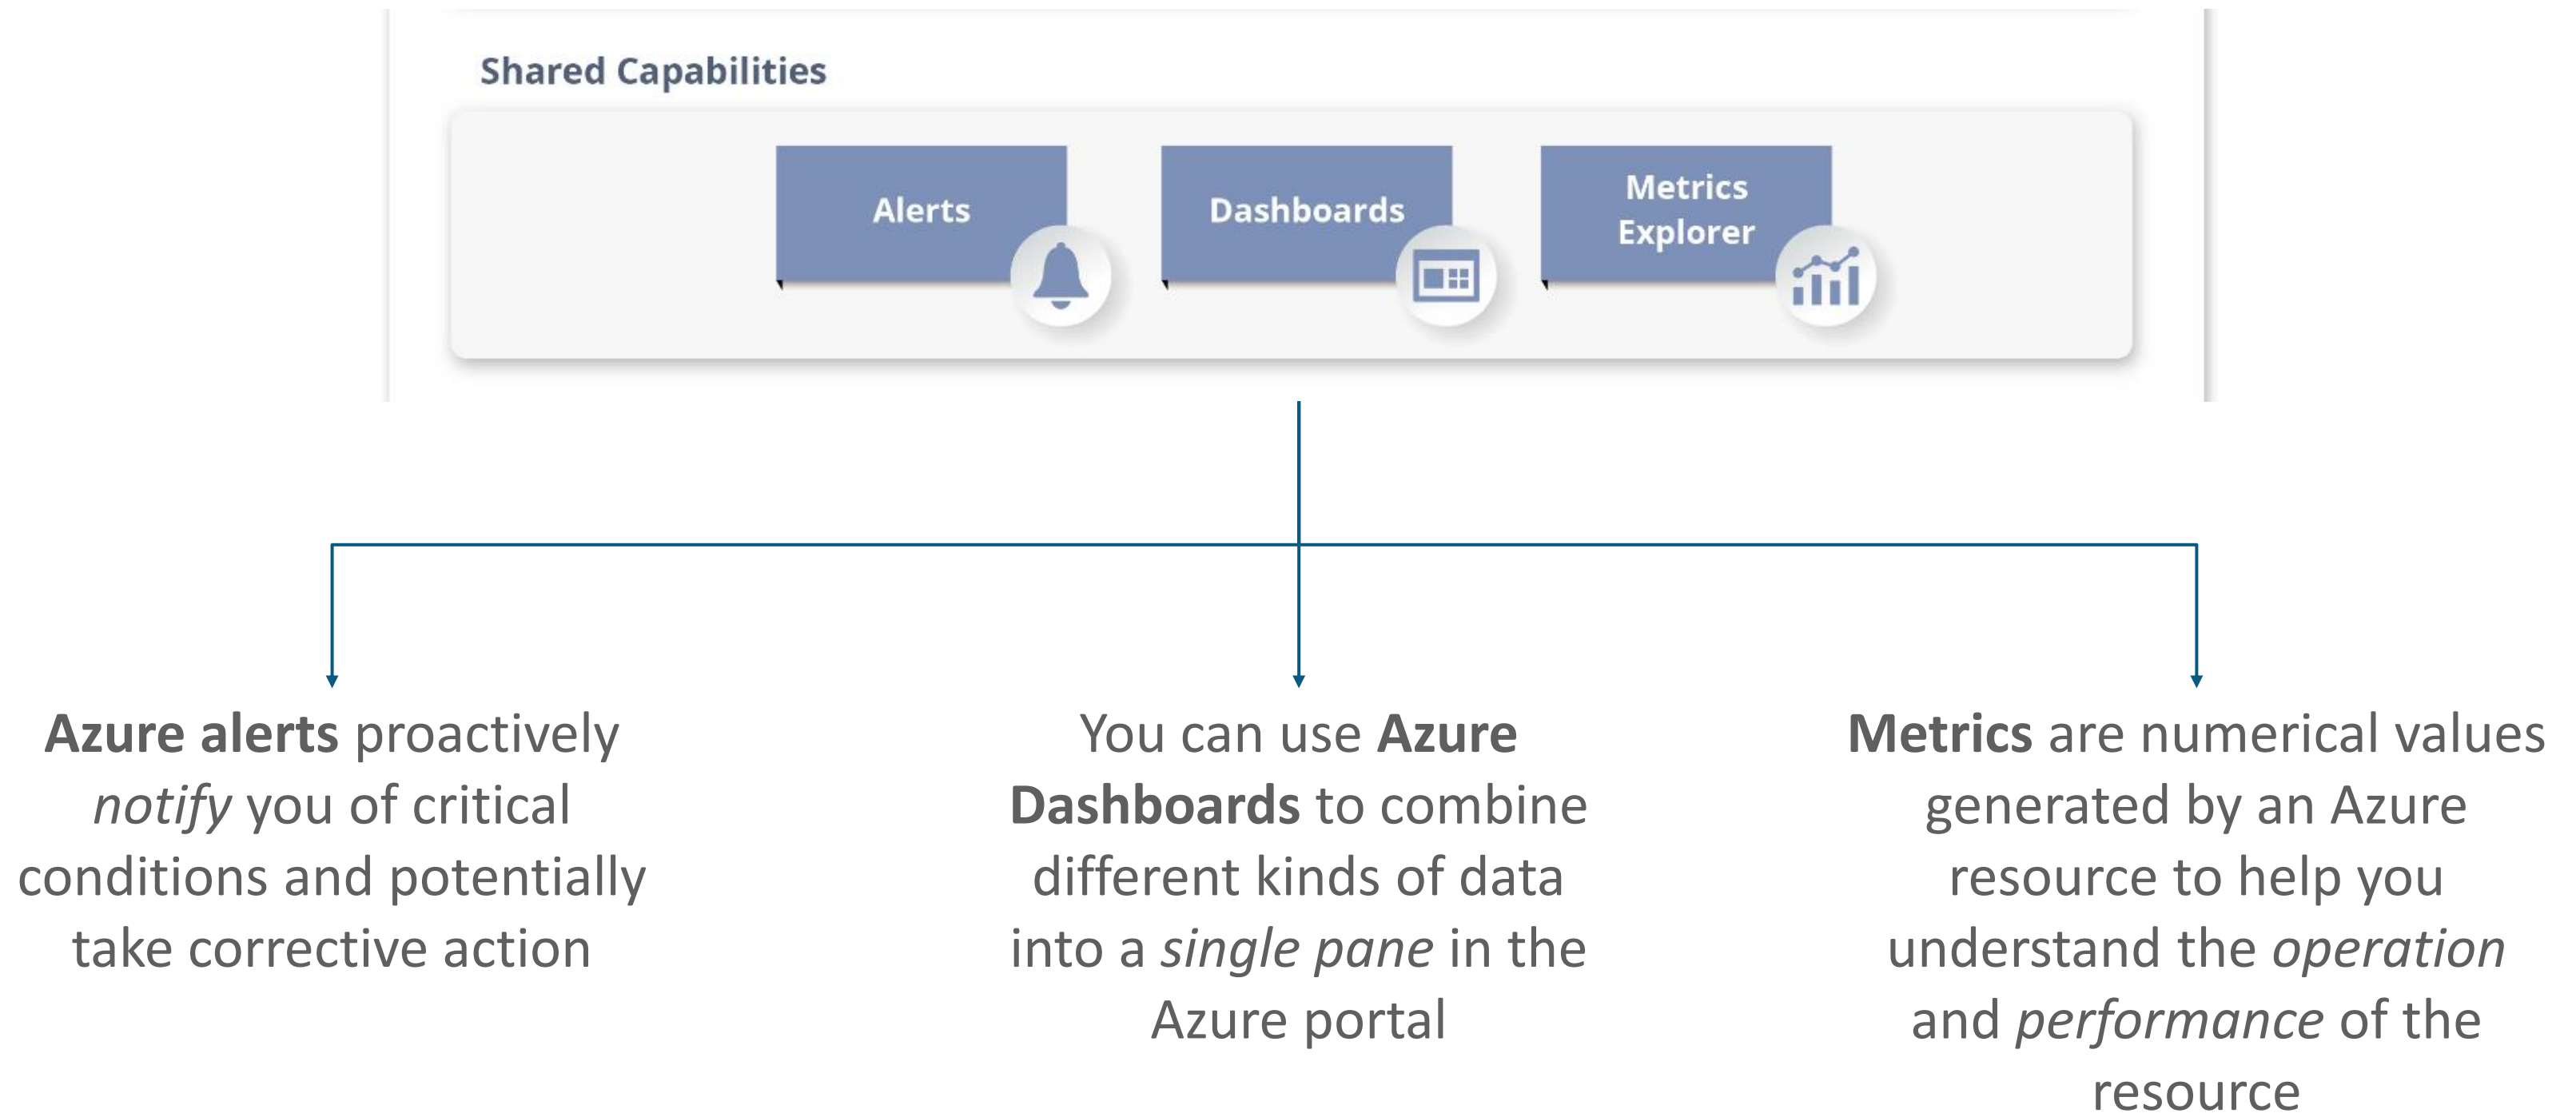 Shared Capabilities
Alerts
Dashboards
Metrics
Explorer
Azure alerts proactively
notify you of critical
conditions and potentially
take corrective action
You can use Azure
Dashboards to combine
different kinds of data
into a single pane in the
Azure portal
Metrics are numerical values
generated by an Azure
resource to help you
understand the operation
and performance of the
resource